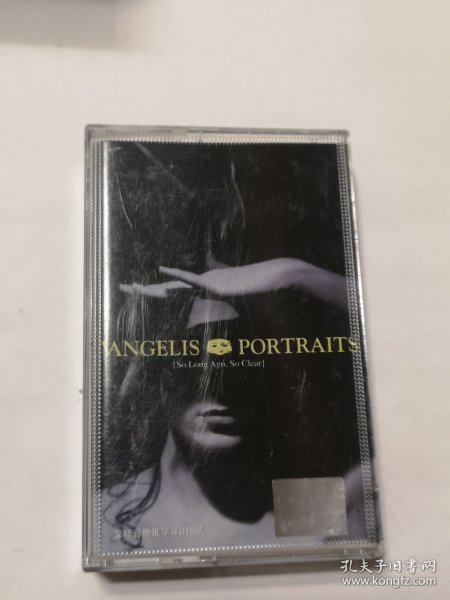 VANGELIS PORTRAITS
[So Long Ago, So Clear]
孔夫子旧书网
www.kongfz.com